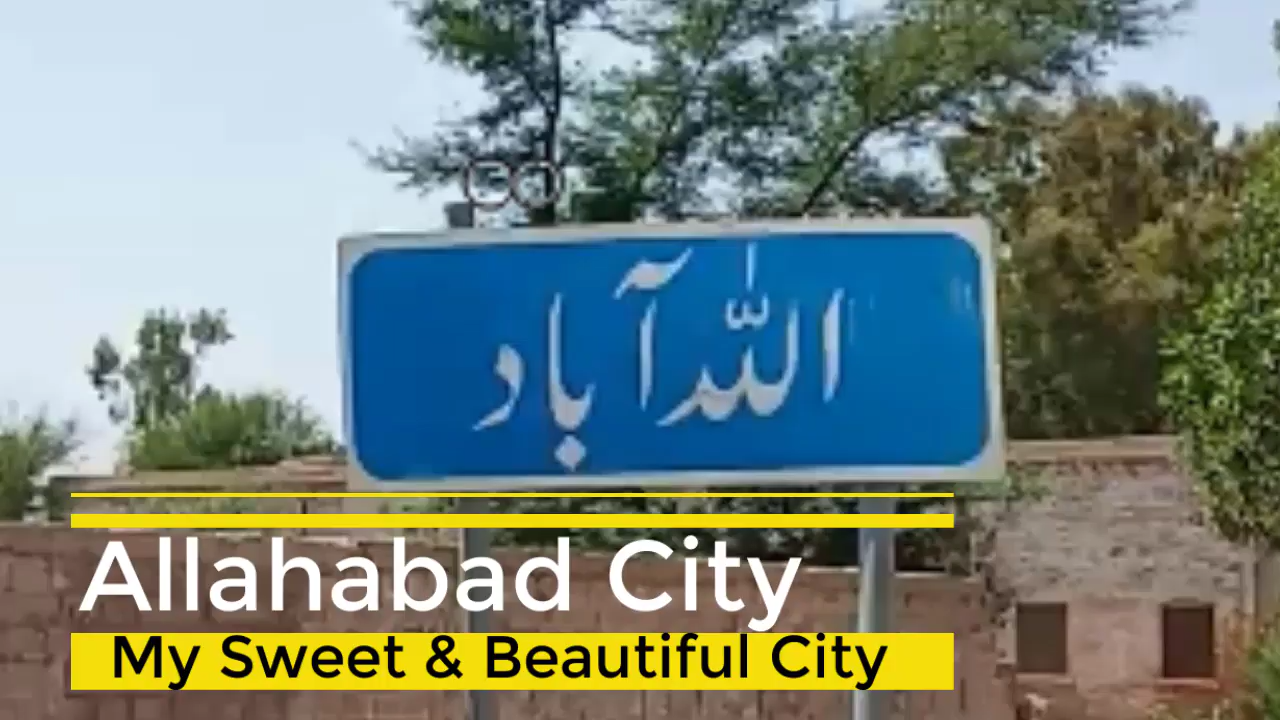 اللہ آباد
Allahabad City
My Sweet & Beautiful City